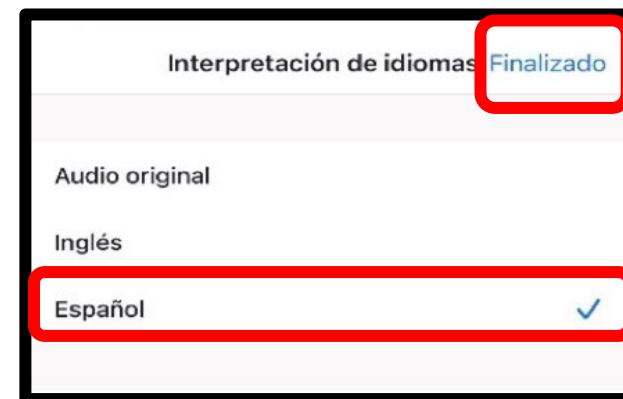 Interpretación de idiomas Finalizado
Audio original
Inglés
Español